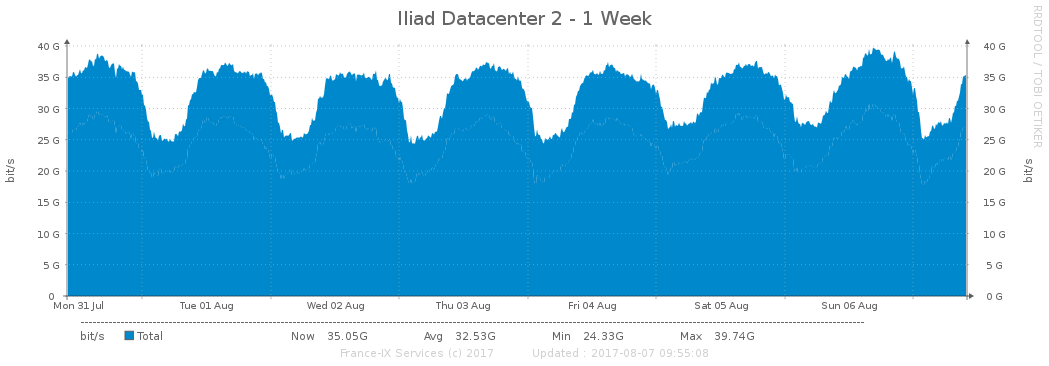 Iliad Datacenter 2 - 1 Week
RRDTOOL / TOBI OETIKER
40 G 40 G
35 G 35 G
30 G 30 G
25 G 25 G
20 G 20 G
15 G 15 G
10 G 10 G
5 G 5 G
0 0 G
bit/s bit/s
Mon 31 Jul Tue 01 Aug Wed 02 Aug Thu 03 Aug Fri 04 Aug Sat 05 Aug Sun 06 Aug
bit/s Total Now 35.05G Avg 32.53G Min 24.33G Max 39.74G
France-IX Services (c) 2017 Updated : 2017-08-07 09:55:08